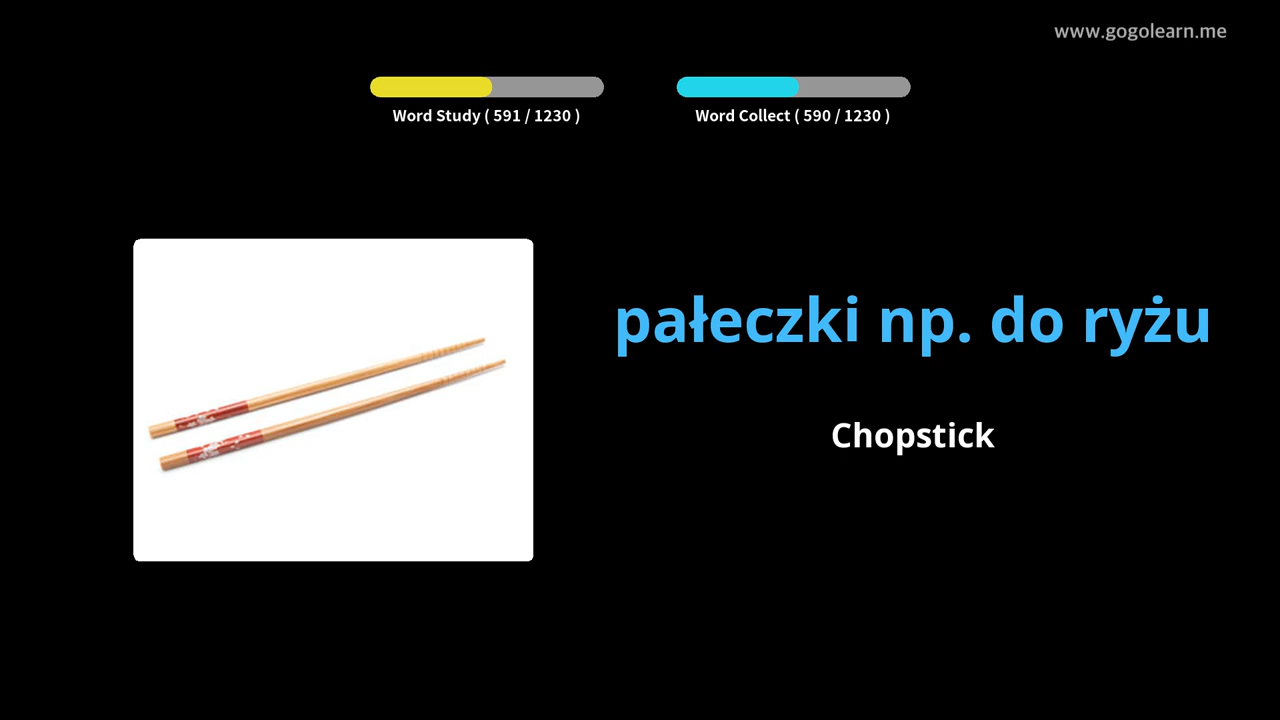 www.gogolearn.me
Word Study ( 591 / 1230 )
Word Collect ( 590 / 1230 )
pałeczki np. do ryżu
Chopstick